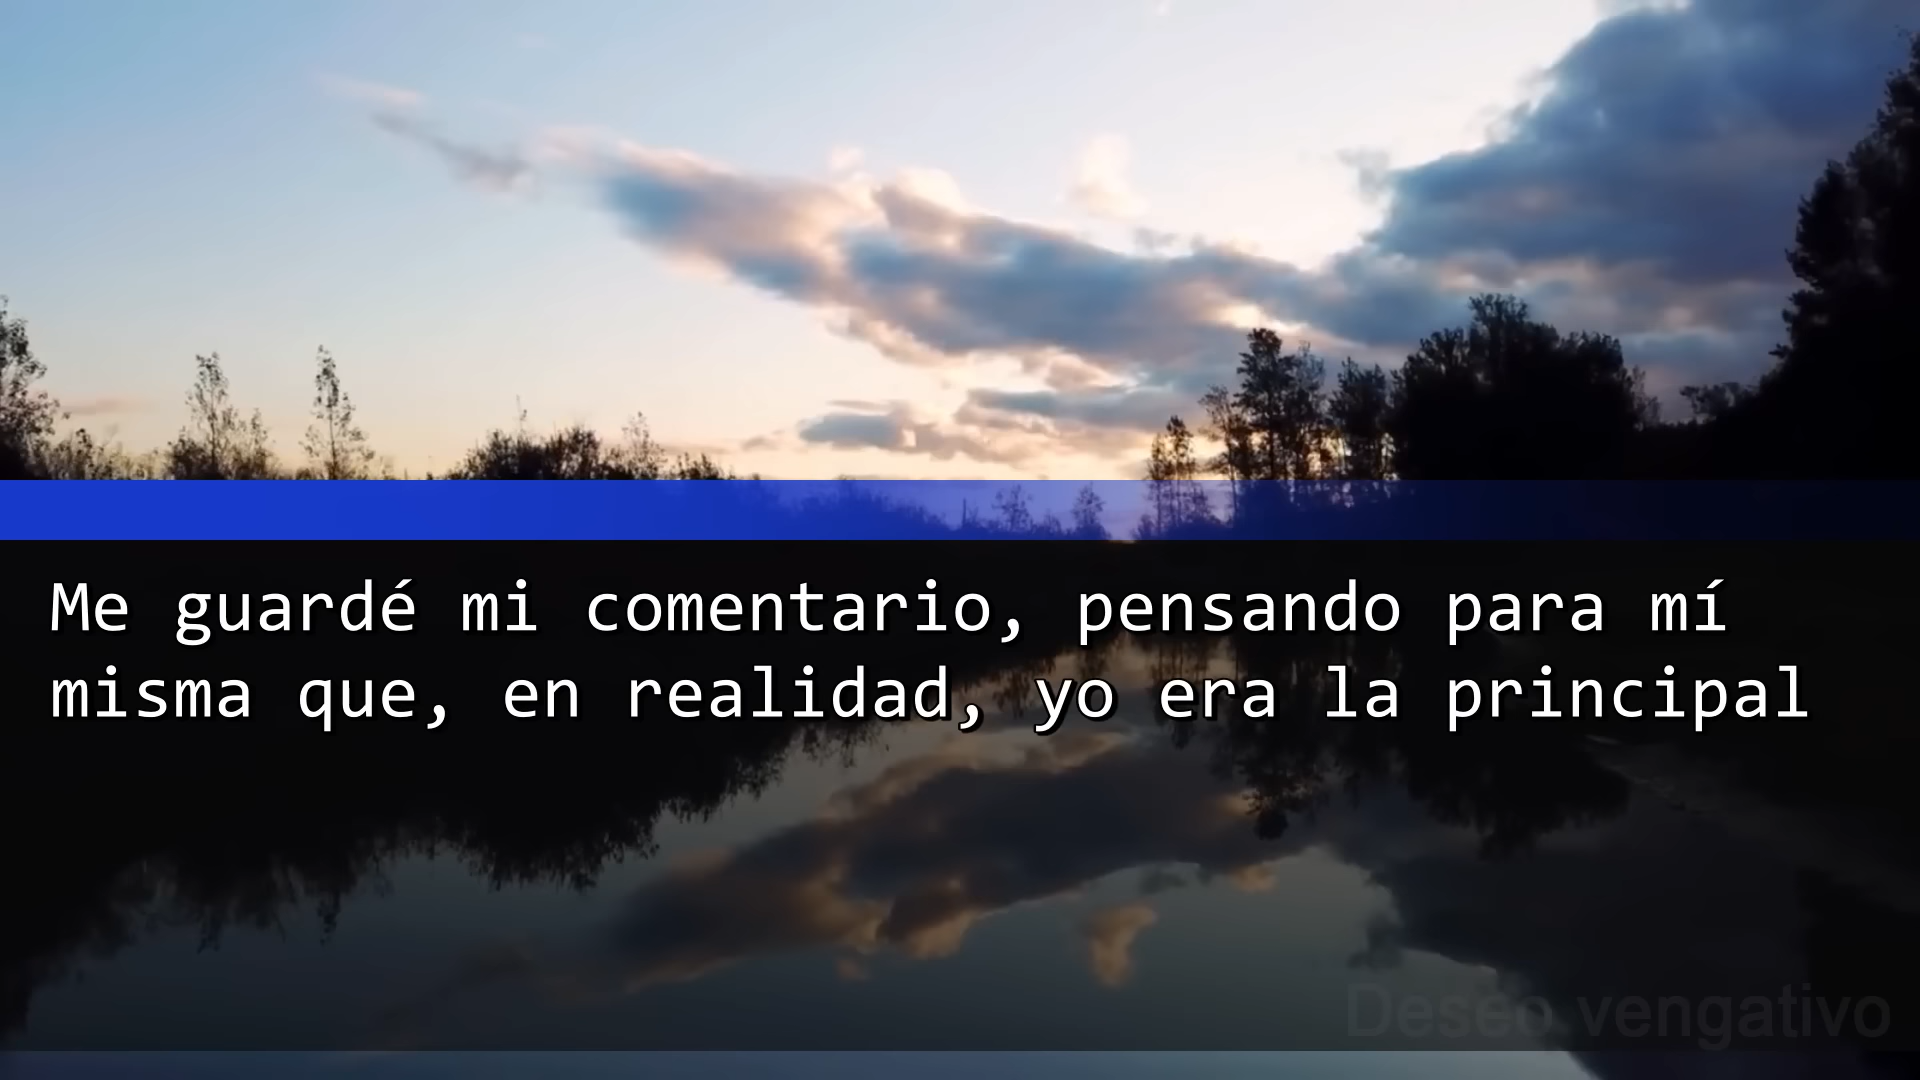 Me guardé mi comentario, pensando para mí
misma que, en realidad, yo era la principal
Deseo vengativo